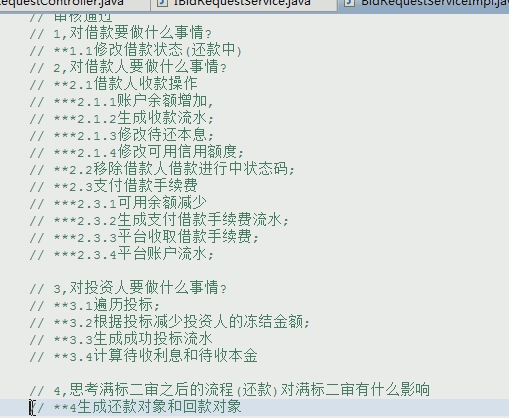 equestController.java
IBidRequestService.java
BidRequestServiceImpl.jav
// 审核通过
// 1,对借款要做什么事情?
// **1.1修改借款状态(还款中)
// 2,对借款人要做什么事情?
// **2.1借款人收款操作
// ***2.1.1账户余额增加,
// ***2.1.2生成收款流水;
// ***2.1.3修改待还本息;
// ***2.1.4修改可用信用额度;
// **2.2移除借款人借款进行中状态码;
// **2.3支付借款手续费
// ***2.3.1可用余额减少
// ***2.3.2生成支付借款手续费流水;
// ***2.3.3平台收取借款手续费;
// ***2.3.4平台账户流水;
// 3,对投资人要做什么事情?
// **3.1遍历投标;
// **3.2根据投标减少投资人的冻结金额;
// **3.3生成成功投标流水
// **3.4计算待收利息和待收本金
// 4,思考满标二审之后的流程(还款)对满标二审有什么影响
// **4生成还款对象和回款对象